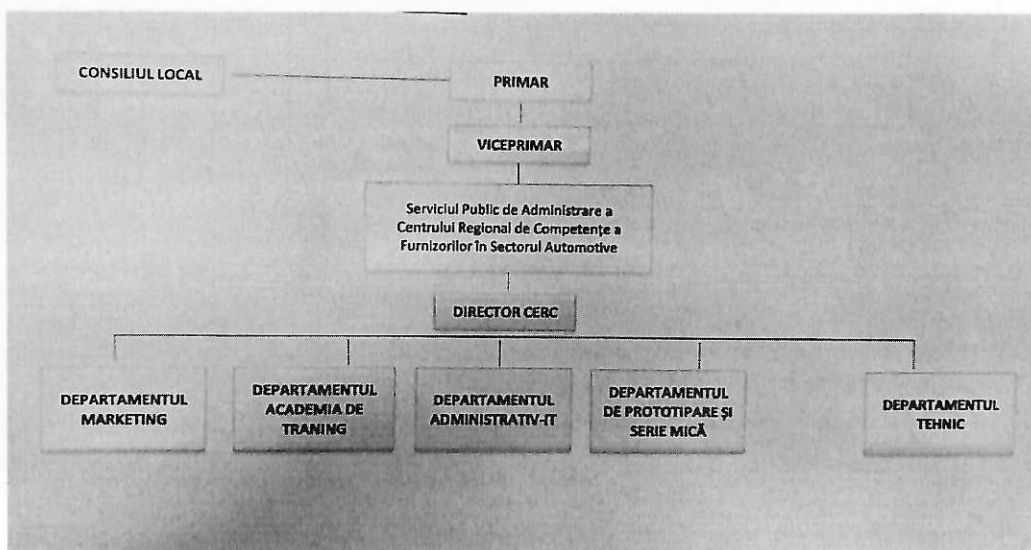 CONSILIUL LOCAL
PRIMAR
VICEPRIMAR
Serviciul Public de Administrare a
Centrului Regional de Competențe a
Furnizorilor în Sectorul Automotive
DIRECTOR CERC
DEPARTAMENTUL
MARKETING
DEPARTAMENTUL
ACADEMIA DE
TRANING
DEPARTAMENTUL
ADMINISTRATIV-IT
DEPARTAMENTUL
DE PROTOTIPARE ȘI
SERIE MICĂ
DEPARTAMENTUL
TEHNIC